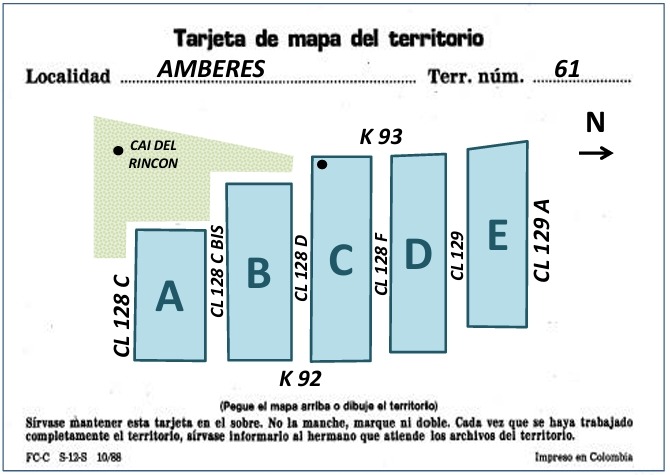 Tarjeta de mapa del territorio
Localidad AMBERES Terr. núm. 61
N
K 93
CAI DEL
RINCON
CL 128 C
A
CL 128 C BIS
B
CL 128 D
C
CL 128 F
D
CL 129
E
CL 129 A
K 92
(Pegue el mapa arriba o dibuje el territorio)
Sírvase mantener esta tarjeta en el sobre. No la manche, marque ni doble. Cada vez que se haya trabajado
completamente el territorio, sírvase informarlo al hermano que atiende los archivos del territorio.
FC-C S-12-S 10/88 Impreso en Colombia